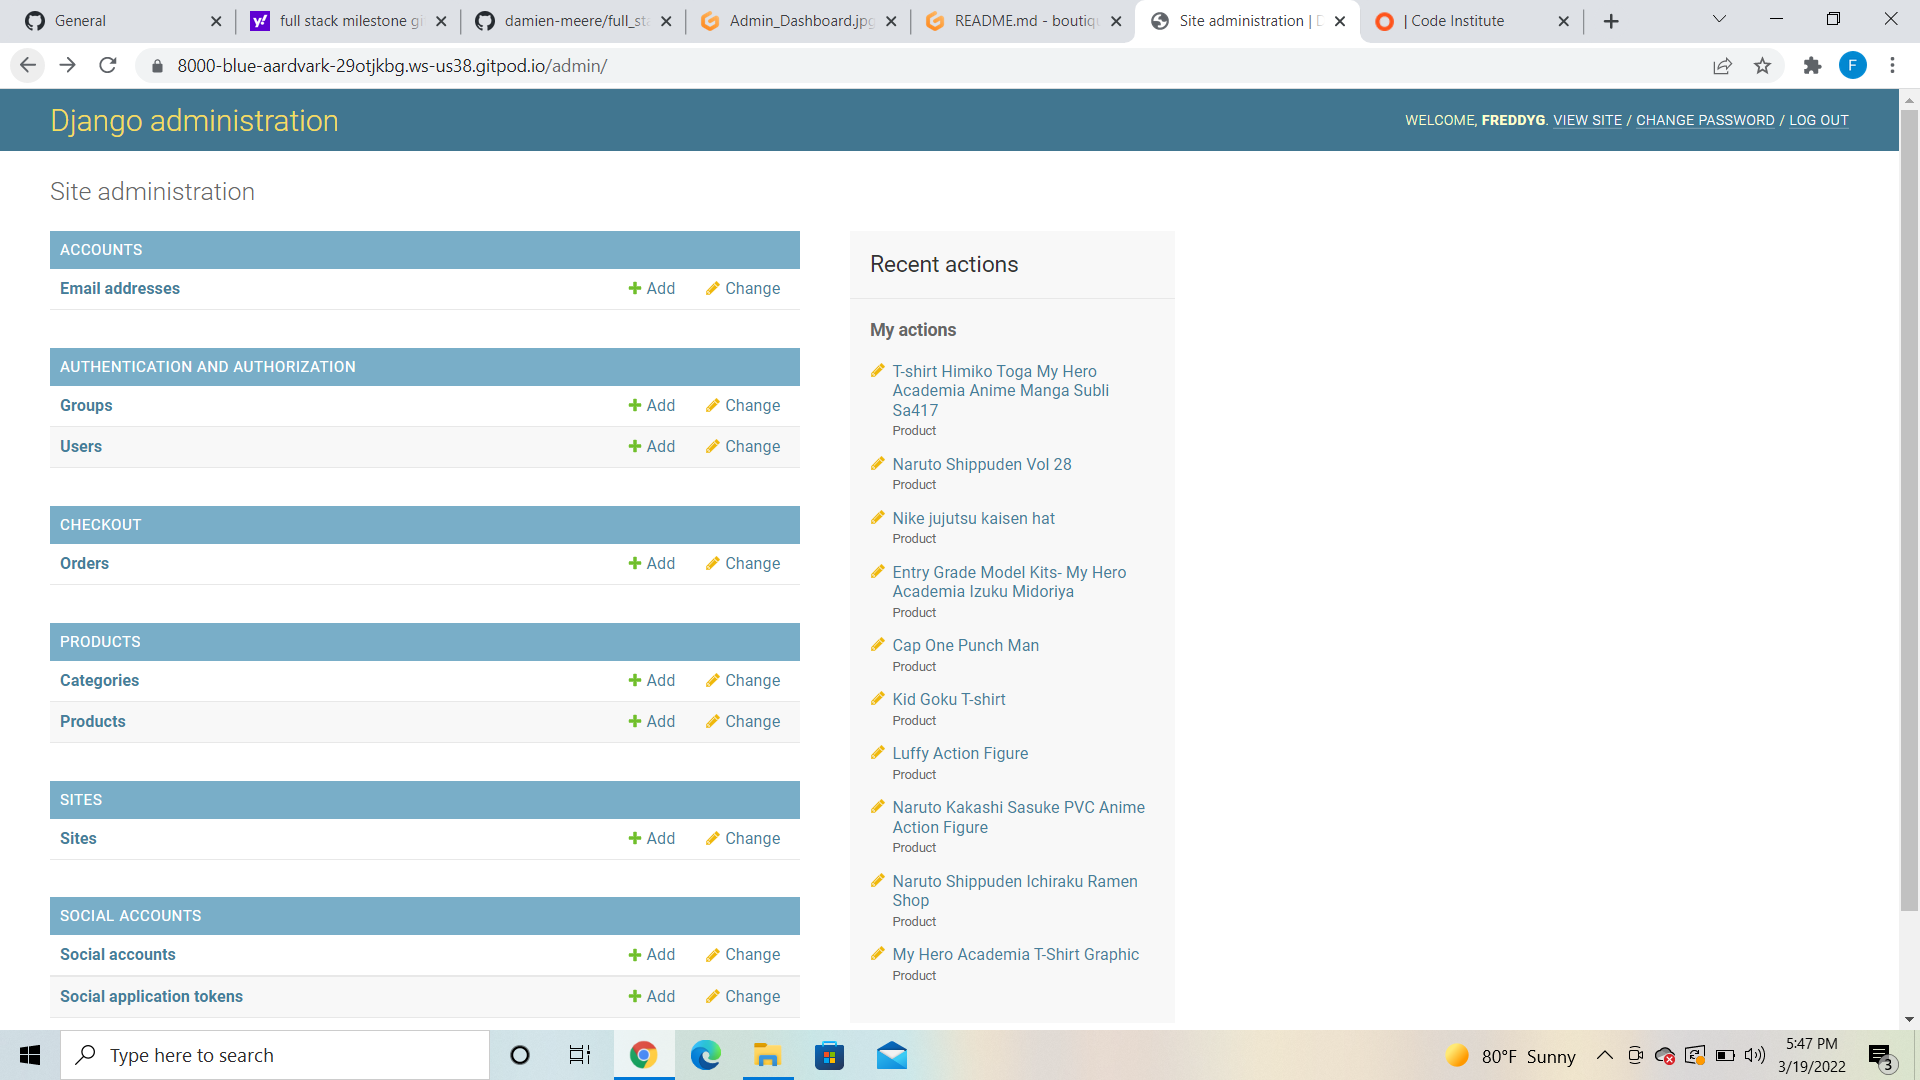 General
full stack milestone gi
damien-meere/full_sta
Admin_Dashboard.jpg
README.md - boutiq
Site administration | D
| Code Institute
8000-blue-aardvark-29otjkbg.ws-us38.gitpod.io/admin/
F
Django administration
WELCOME, FREDDYG. VIEW SITE / CHANGE PASSWORD / LOG OUT
Site administration
ACCOUNTS
Email addresses Add Change
AUTHENTICATION AND AUTHORIZATION
Groups Add Change
Users Add Change
CHECKOUT
Orders Add Change
PRODUCTS
Categories Add Change
Products Add Change
SITES
Sites Add Change
SOCIAL ACCOUNTS
Social accounts Add Change
Social application tokens Add Change
Recent actions
My actions
T-shirt Himiko Toga My Hero
Academia Anime Manga Subli
Sa417
Product
Naruto Shippuden Vol 28
Product
Nike jujutsu kaisen hat
Product
Entry Grade Model Kits- My Hero
Academia Izuku Midoriya
Product
Cap One Punch Man
Product
Kid Goku T-shirt
Product
Luffy Action Figure
Product
Naruto Kakashi Sasuke PVC Anime
Action Figure
Product
Naruto Shippuden Ichiraku Ramen
Shop
Product
My Hero Academia T-Shirt Graphic
Product
Type here to search
80°F Sunny
5:47 PM
3/19/2022
3